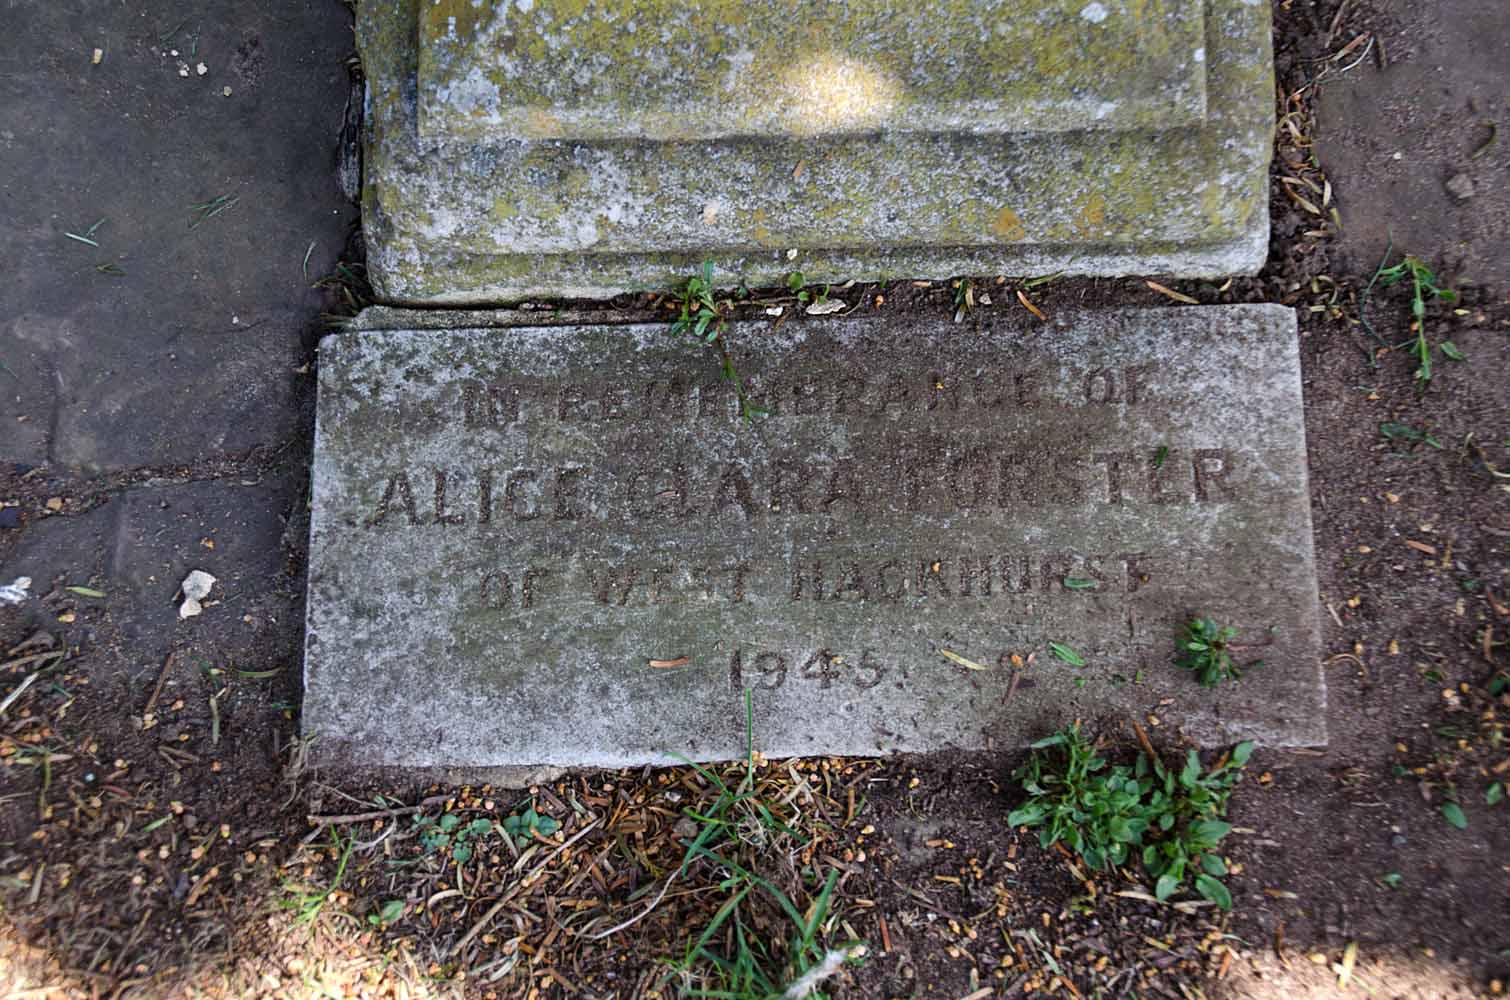 IN REMEMBRANCE OF
ALICE CLARA FORSTER
OF WEST HACKHURST
1945.